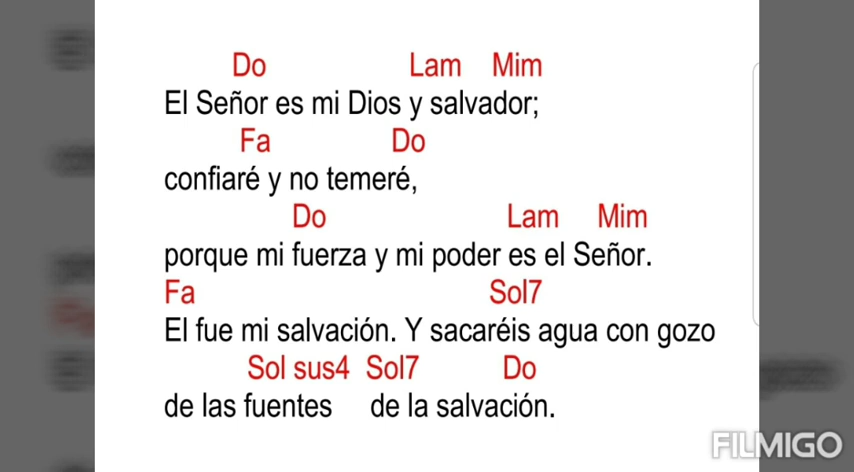 Do Lam Mim
El Señor es mi Dios y salvador;
Fa Do
confiaré y no temeré,
Do Lam Mim
porque mi fuerza y mi poder es el Señor.
Fa Sol7
El fue mi salvación. Y sacaréis agua con gozo
Sol sus4 Sol7 Do
de las fuentes de la salvación.
FILMIGO